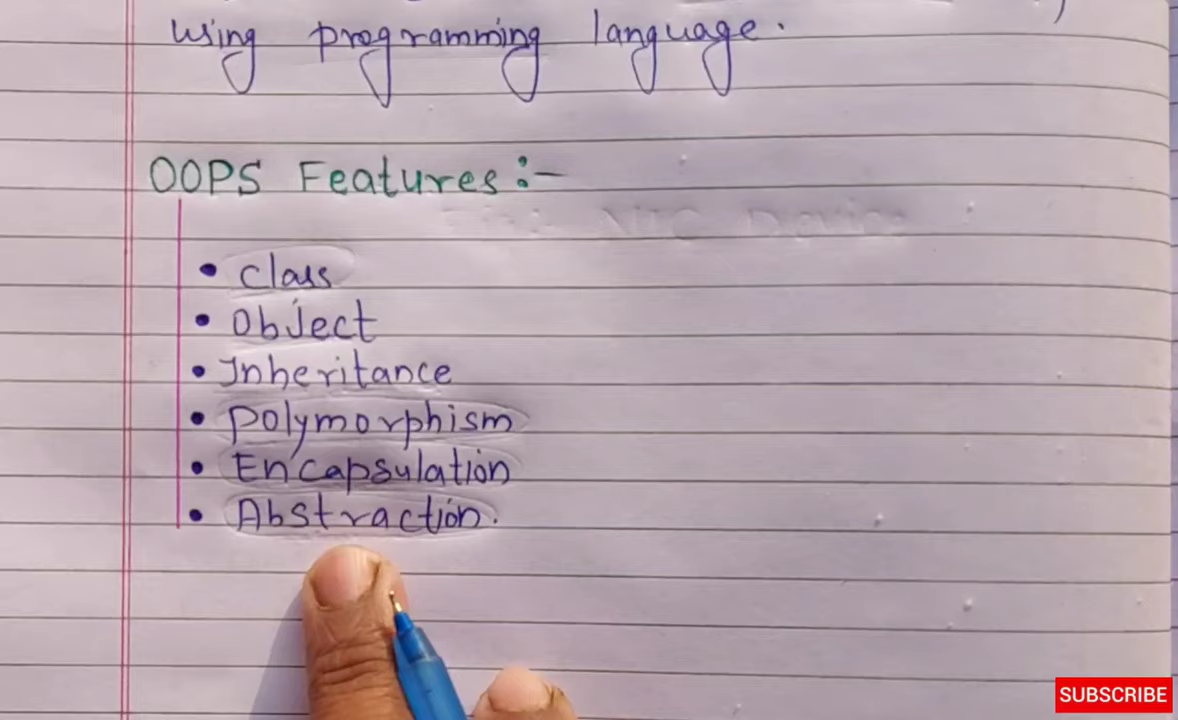 using programming language.
OOPS Features :-
• Class
• Object
• Inheritance
• Polymorphism
• Encapsulation
• Abstraction.
SUBSCRIBE